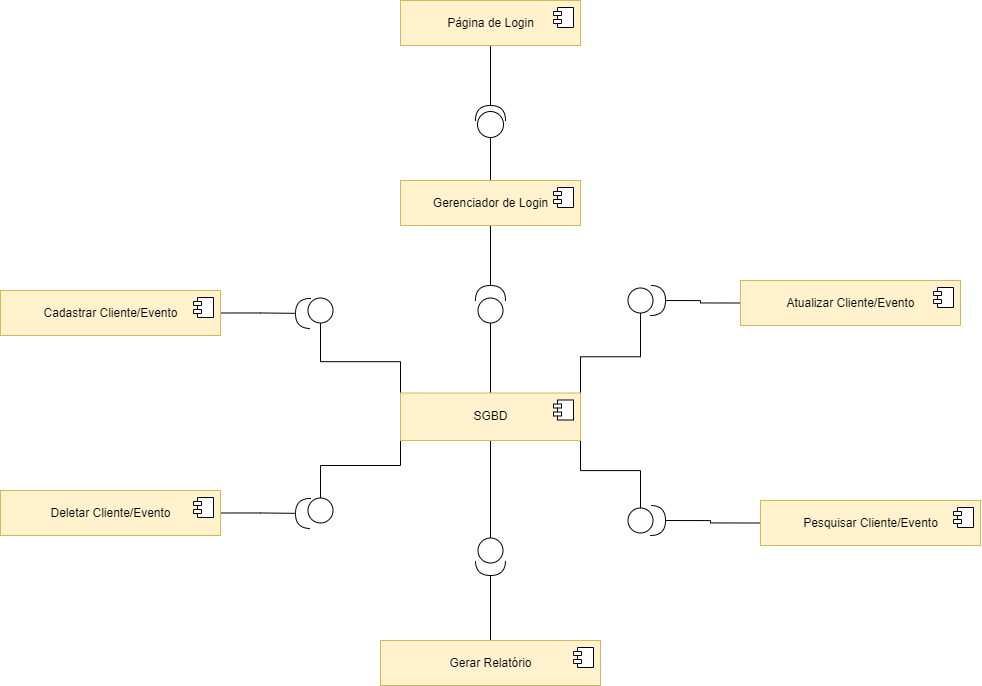 Página de Login
Gerenciador de Login
Cadastrar Cliente/Evento
Atualizar Cliente/Evento
SGBD
Deletar Cliente/Evento
Pesquisar Cliente/Evento
Gerar Relatório